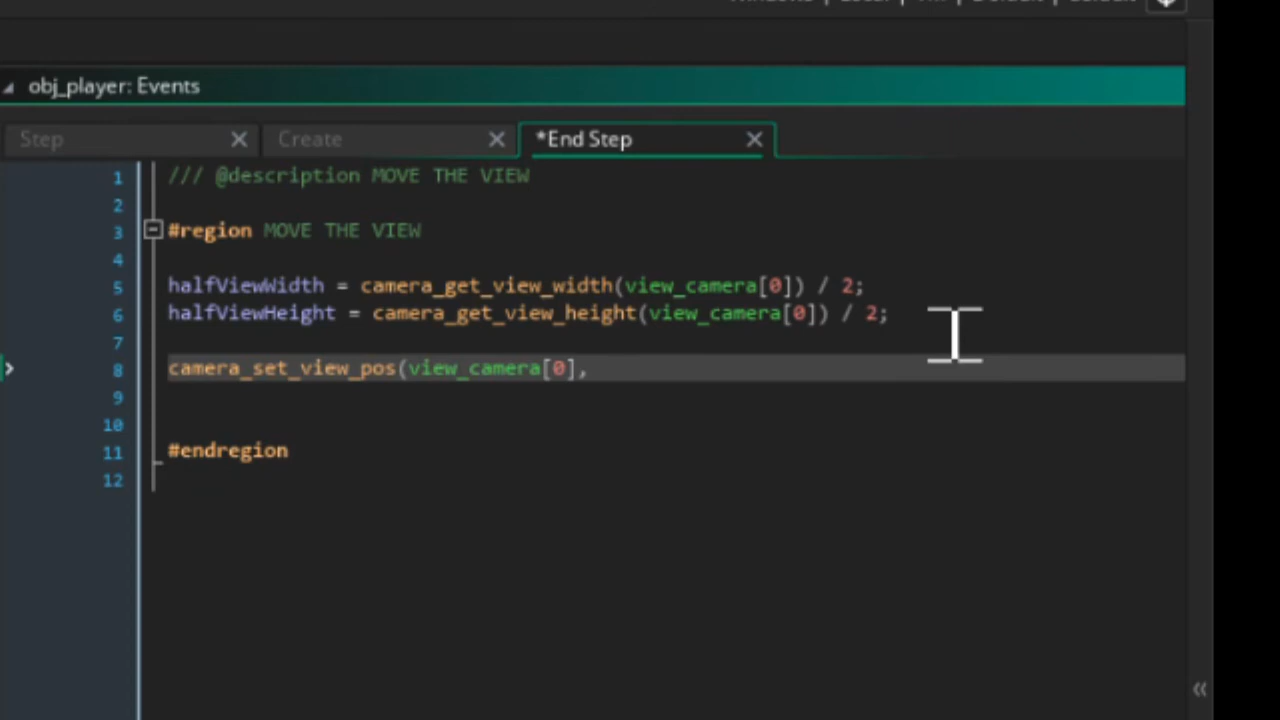 obj_player: Events
Step
Create
*End Step
1 /// @description MOVE THE VIEW
2
3 #region MOVE THE VIEW
4
5 halfViewWidth = camera_get_view_width(view_camera[0]) / 2;
6 halfViewHeight = camera_get_view_height(view_camera[0]) / 2;
7
8 camera_set_view_pos(view_camera[0],
9
10
11 #endregion
12